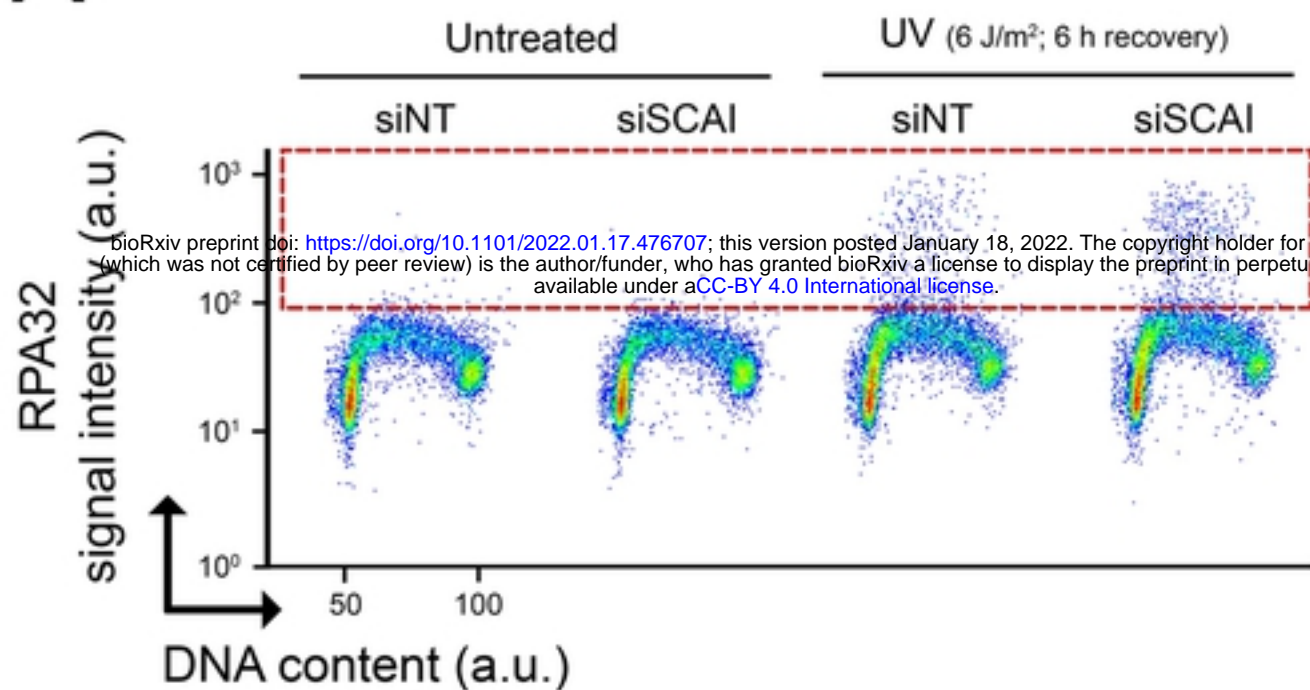 Untreated
UV (6 J/m²; 6 h recovery)
siNT
siSCAI
siNT
siSCAI
RPA32
signal intensity (a.u.)
10³
10²
10¹
10⁰
bioRxiv preprint doi: https://doi.org/10.1101/2022.01.17.476707; this version posted January 18, 2022. The copyright holder for
(which was not certified by peer review) is the author/funder, who has granted bioRxiv a license to display the preprint in perpetu
available under aCC-BY 4.0 International license.
50
100
DNA content (a.u.)